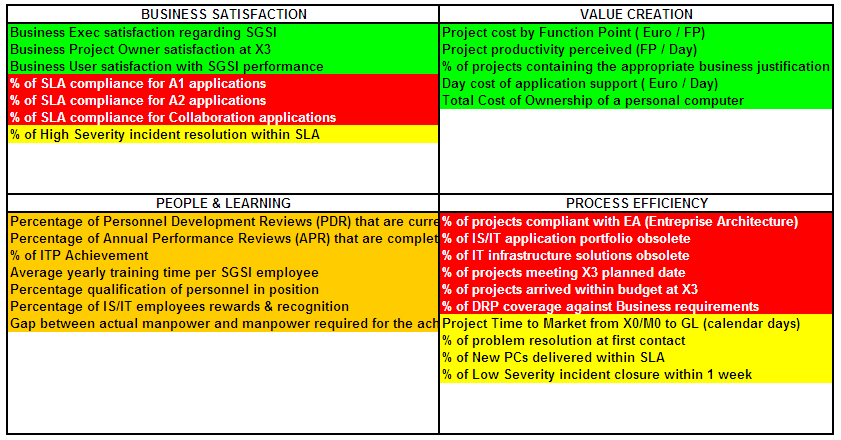 BUSINESS SATISFACTION
Business Exec satisfaction regarding SGSI
Business Project Owner satisfaction at X3
Business User satisfaction with SGSI performance
% of SLA compliance for A1 applications
% of SLA compliance for A2 applications
% of SLA compliance for Collaboration applications
% of High Severity incident resolution within SLA
VALUE CREATION
Project cost by Function Point ( Euro / FP)
Project productivity perceived (FP / Day)
% of projects containing the appropriate business justification
Day cost of application support ( Euro / Day)
Total Cost of Ownership of a personal computer
PEOPLE & LEARNING
Percentage of Personnel Development Reviews (PDR) that are curre
Percentage of Annual Performance Reviews (APR) that are complet
% of ITP Achievement
Average yearly training time per SGSI employee
Percentage qualification of personnel in position
Percentage of IS/IT employees rewards & recognition
Gap between actual manpower and manpower required for the ach
PROCESS EFFICIENCY
% of projects compliant with EA (Entreprise Architecture)
% of IS/IT application portfolio obsolete
% of IT infrastructure solutions obsolete
% of projects meeting X3 planned date
% of projects arrived within budget at X3
% of DRP coverage against Business requirements
Project Time to Market from X0/M0 to GL (calendar days)
% of problem resolution at first contact
% of New PCs delivered within SLA
% of Low Severity incident closure within 1 week